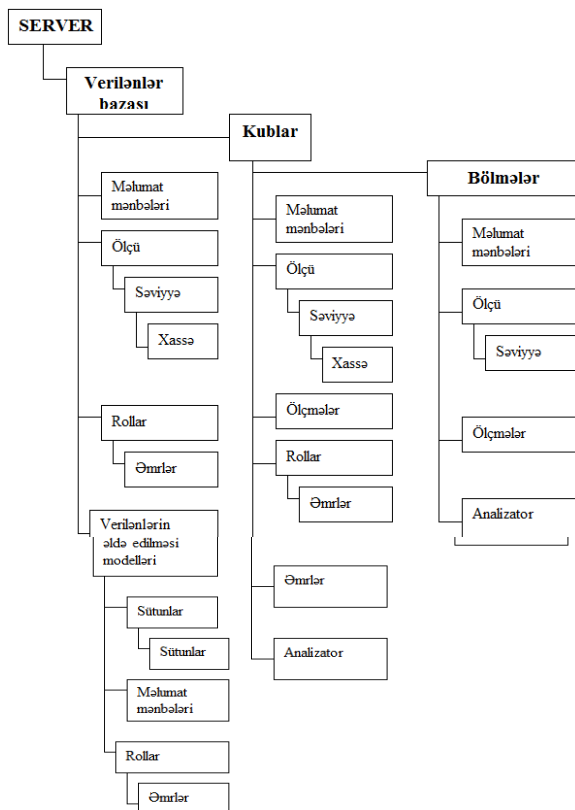 SERVER
Verilənlər
bazası
Məlumat
mənbələri
Ölçü
Səviyyə
Xassə
Rollar
Əmrlər
Verilənlərin
əldə edilməsi
modelləri
Sütunlar
Sütunlar
Məlumat
mənbələri
Rollar
Əmrlər
Kublar
Məlumat
mənbələri
Ölçü
Səviyyə
Xassə
Ölçmələr
Rollar
Əmrlər
Əmrlər
Analizator
Bölmələr
Məlumat
mənbələri
Ölçü
Səviyyə
Ölçmələr
Analizator